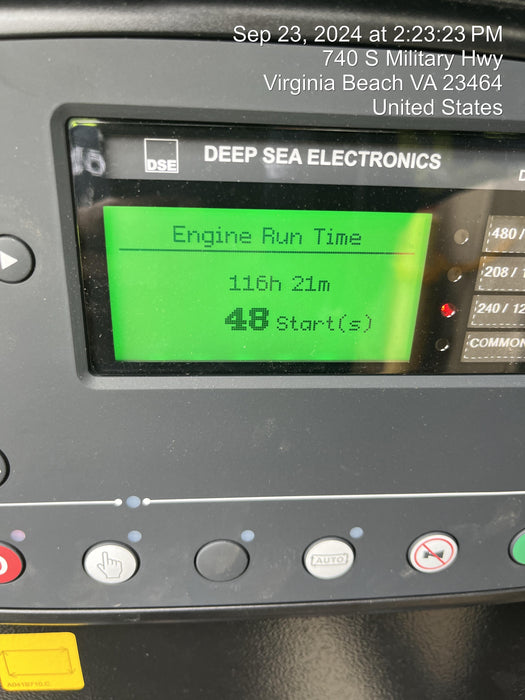 Sep 23, 2024 at 2:23:23 PM
740 S Military Hwy
Virginia Beach VA 23464
United States
DSE
DEEP SEA ELECTRONICS
Engine Run Time
116h 21m
48 Start(s)
480 /
208 / 1
240 / 12
COMMON
AUTO